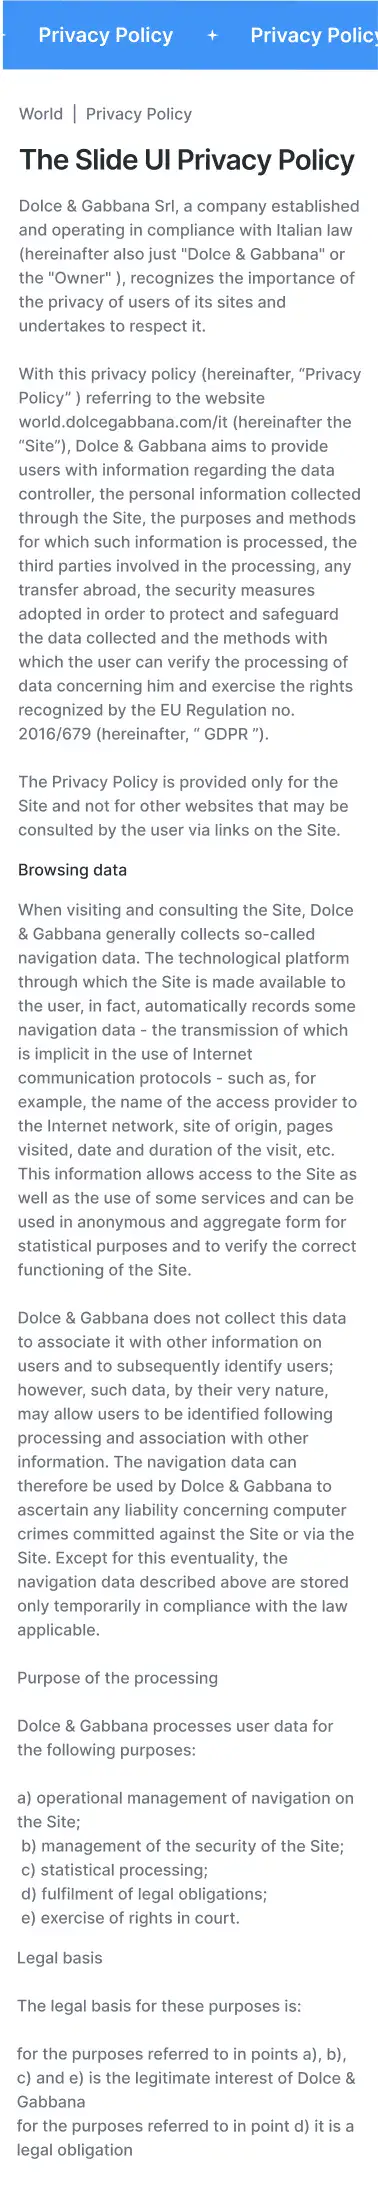 Privacy Policy
Privacy Policy
World | Privacy Policy
The Slide UI Privacy Policy
Dolce & Gabbana Srl, a company established
and operating in compliance with Italian law
(hereinafter also just "Dolce & Gabbana" or
the "Owner" ), recognizes the importance of
the privacy of users of its sites and
undertakes to respect it.
With this privacy policy (hereinafter, “Privacy
Policy” ) referring to the website
world.dolcegabbana.com/it (hereinafter the
“Site”), Dolce & Gabbana aims to provide
users with information regarding the data
controller, the personal information collected
through the Site, the purposes and methods
for which such information is processed, the
third parties involved in the processing, any
transfer abroad, the security measures
adopted in order to protect and safeguard
the data collected and the methods with
which the user can verify the processing of
data concerning him and exercise the rights
recognized by the EU Regulation no.
2016/679 (hereinafter, “ GDPR ”).
The Privacy Policy is provided only for the
Site and not for other websites that may be
consulted by the user via links on the Site.
Browsing data
When visiting and consulting the Site, Dolce
& Gabbana generally collects so-called
navigation data. The technological platform
through which the Site is made available to
the user, in fact, automatically records some
navigation data - the transmission of which
is implicit in the use of Internet
communication protocols - such as, for
example, the name of the access provider to
the Internet network, site of origin, pages
visited, date and duration of the visit, etc.
This information allows access to the Site as
well as the use of some services and can be
used in anonymous and aggregate form for
statistical purposes and to verify the correct
functioning of the Site.
Dolce & Gabbana does not collect this data
to associate it with other information on
users and to subsequently identify users;
however, such data, by their very nature,
may allow users to be identified following
processing and association with other
information. The navigation data can
therefore be used by Dolce & Gabbana to
ascertain any liability concerning computer
crimes committed against the Site or via the
Site. Except for this eventuality, the
navigation data described above are stored
only temporarily in compliance with the law
applicable.
Purpose of the processing
Dolce & Gabbana processes user data for
the following purposes:
a) operational management of navigation on
the Site;
b) management of the security of the Site;
c) statistical processing;
d) fulfilment of legal obligations;
e) exercise of rights in court.
Legal basis
The legal basis for these purposes is:
for the purposes referred to in points a), b),
c) and e) is the legitimate interest of Dolce &
Gabbana
for the purposes referred to in point d) it is a
legal obligation